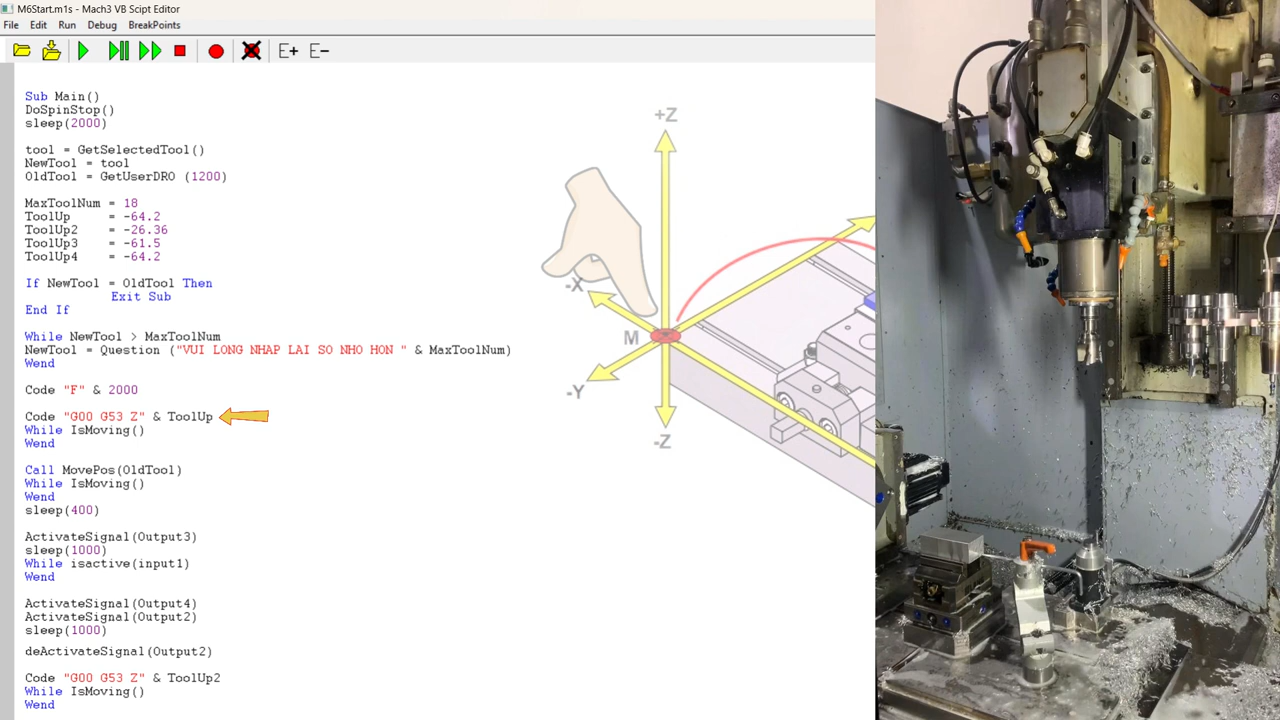 M6Start.m1s - Mach3 VB Scipt Editor
File Edit Run Debug BreakPoints
E+ E−
Sub Main()
DoSpinStop()
sleep(2000)
tool = GetSelectedTool()
NewTool = tool
OldTool = GetUserDRO (1200)
MaxToolNum = 18
ToolUp = -64.2
ToolUp2 = -26.36
ToolUp3 = -61.5
ToolUp4 = -64.2
If NewTool = OldTool Then
Exit Sub
End If
While NewTool > MaxToolNum
NewTool = Question ("VUI LONG NHAP LAI SO NHO HON " & MaxToolNum)
Wend
Code "F" & 2000
Code "G00 G53 Z" & ToolUp
While IsMoving()
Wend
Call MovePos(OldTool)
While IsMoving()
Wend
sleep(400)
ActivateSignal(Output3)
sleep(1000)
While isactive(input1)
Wend
ActivateSignal(Output4)
ActivateSignal(Output2)
sleep(1000)
deActivateSignal(Output2)
Code "G00 G53 Z" & ToolUp2
While IsMoving()
Wend
+Z
-X
M
-Y
-Z